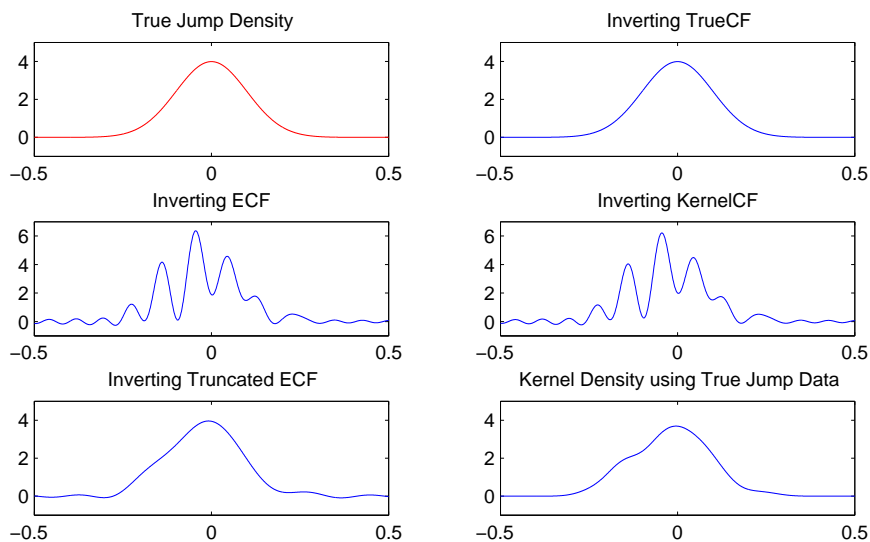 True Jump Density
4
2
0
−0.5 0 0.5
Inverting TrueCF
4
2
0
−0.5 0 0.5
Inverting ECF
6
4
2
0
−0.5 0 0.5
Inverting KernelCF
6
4
2
0
−0.5 0 0.5
Inverting Truncated ECF
4
2
0
−0.5 0 0.5
Kernel Density using True Jump Data
4
2
0
−0.5 0 0.5